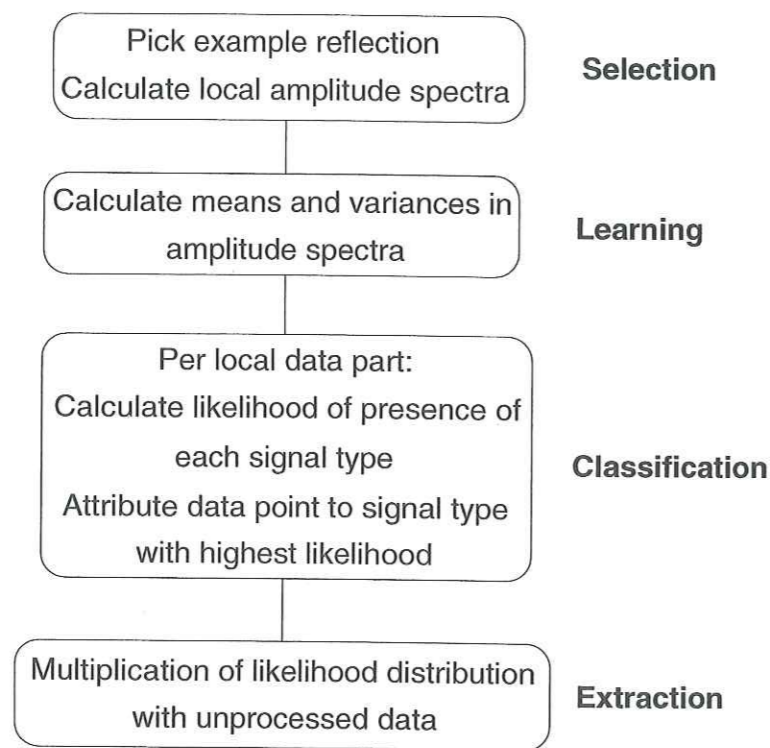 Pick example reflection
Calculate local amplitude spectra
Selection
Calculate means and variances in
amplitude spectra
Learning
Per local data part:
Calculate likelihood of presence of
each signal type
Attribute data point to signal type
with highest likelihood
Classification
Multiplication of likelihood distribution
with unprocessed data
Extraction